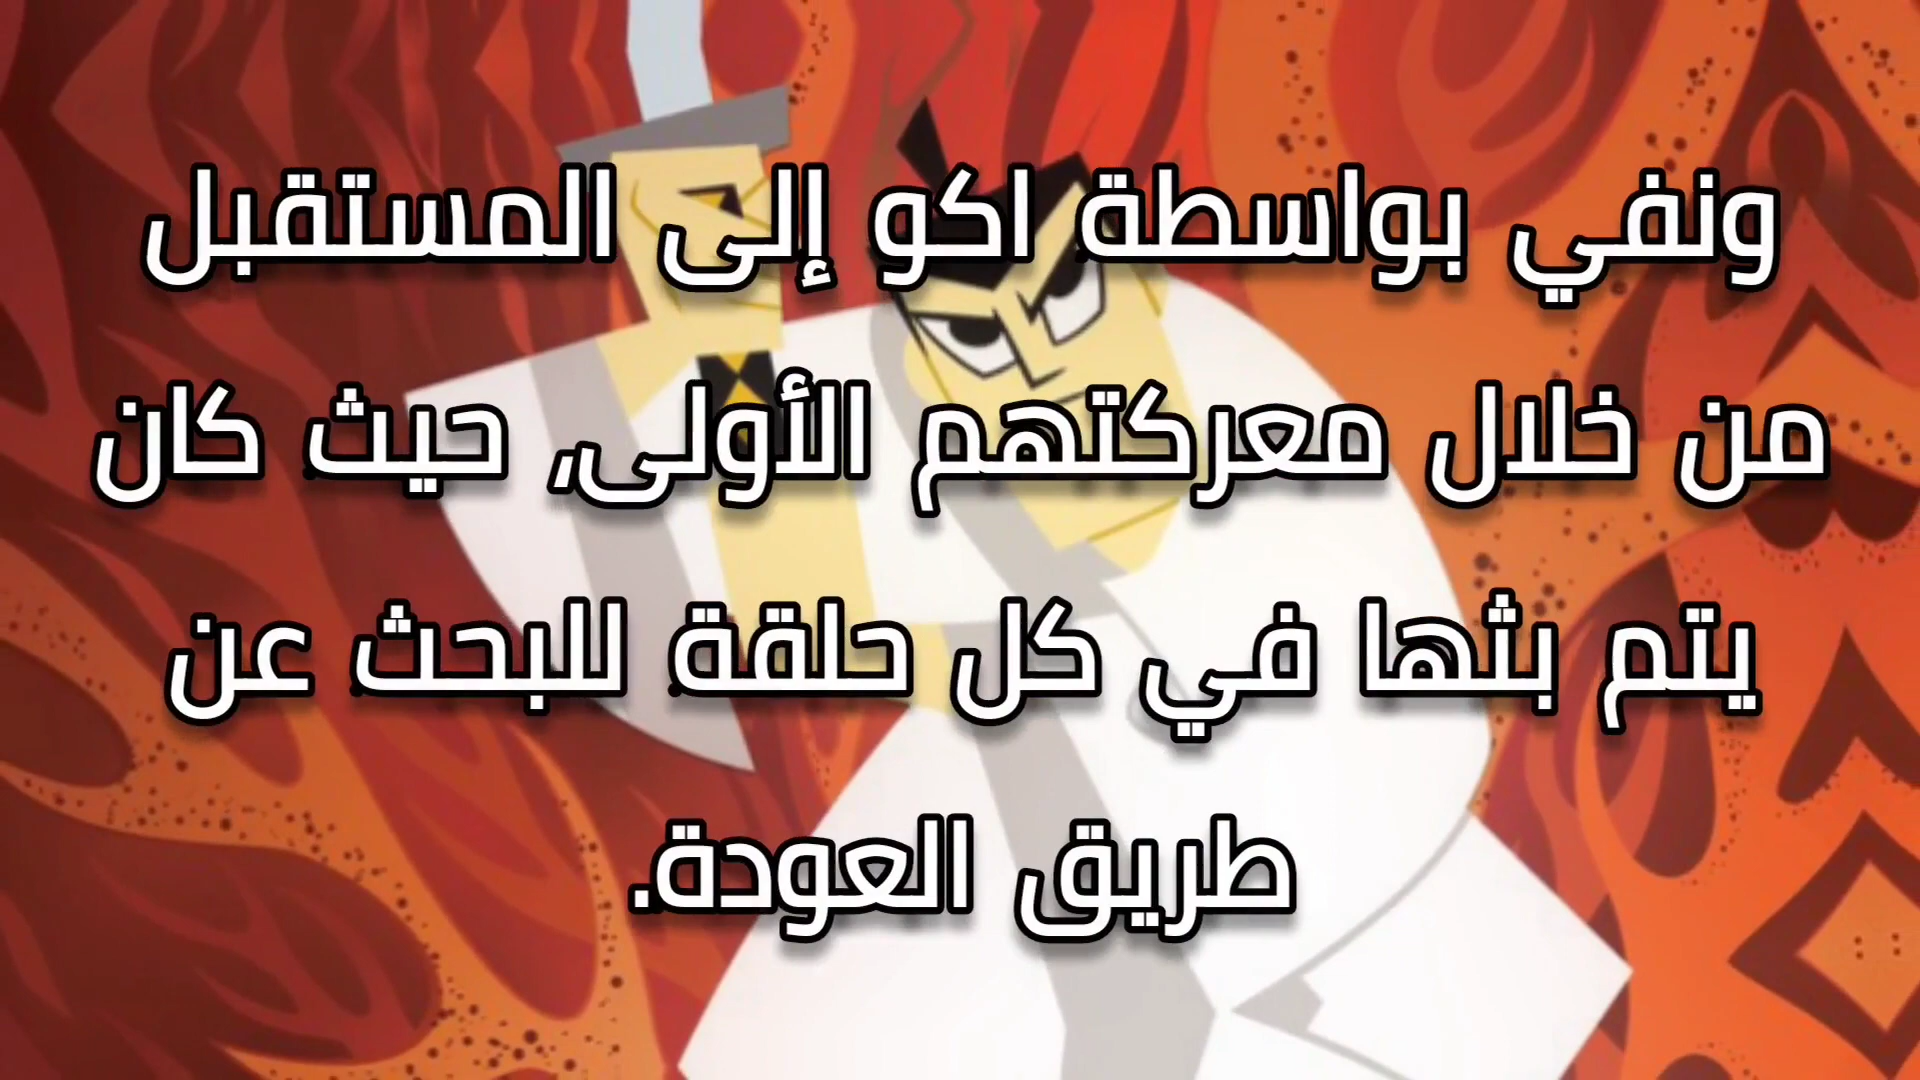 ونفي بواسطة اكو إلى المستقبل
من خلال معركتهم الأولى, حيث كان
يتم بثها في كل حلقة للبحث عن
طريق العودة.